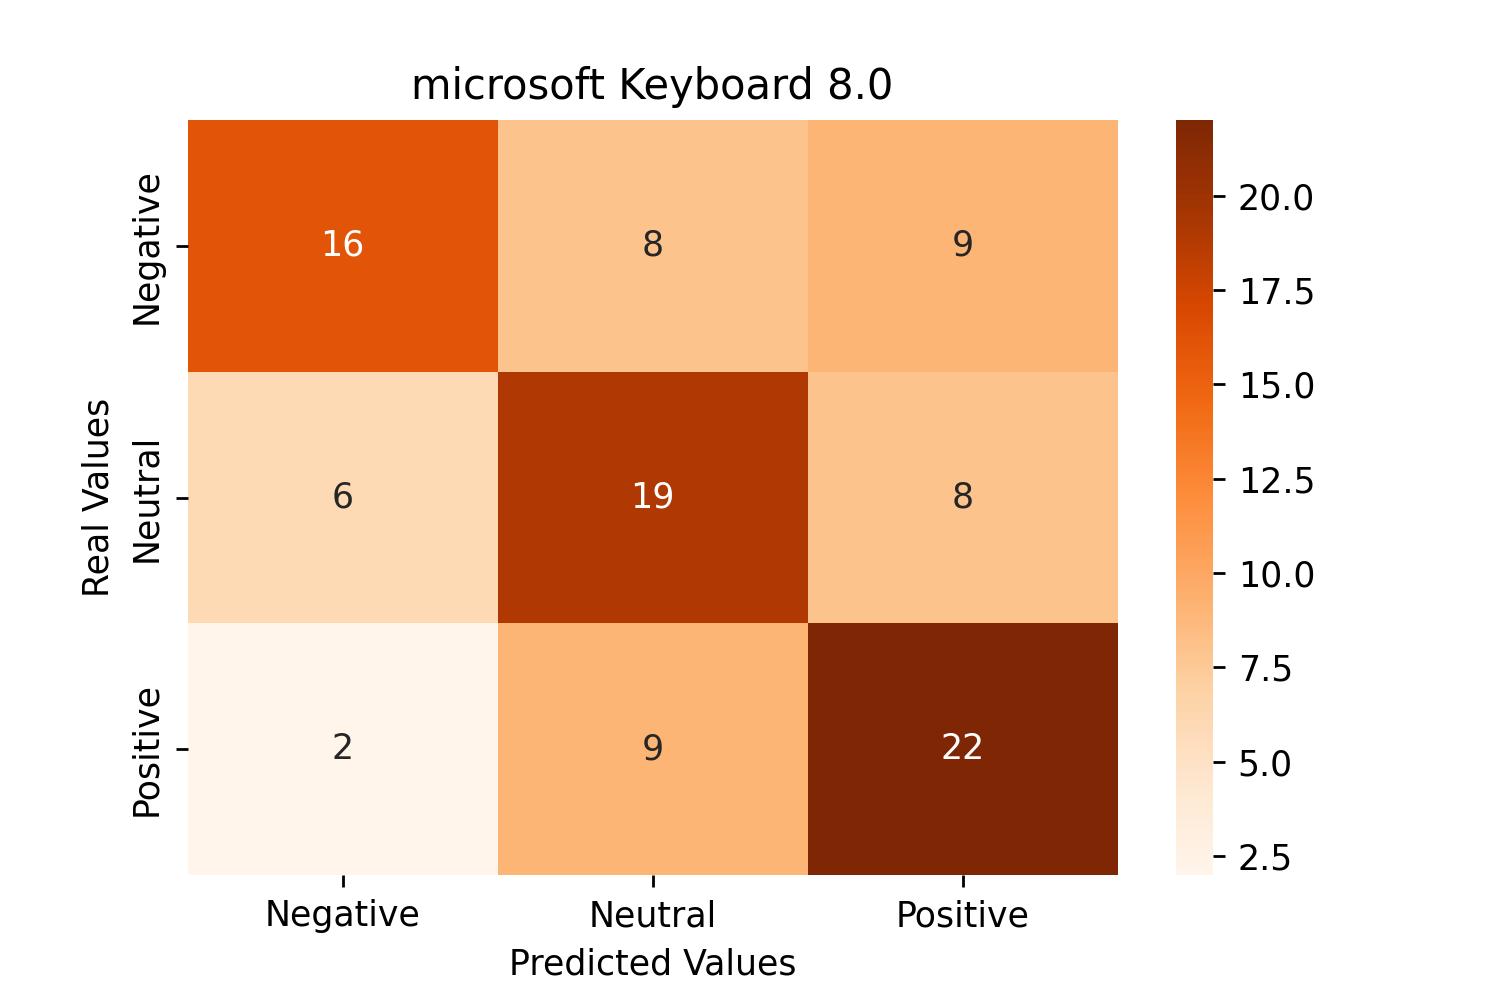 microsoft Keyboard 8.0
Real Values
Negative
16 8 9
Neutral
6 19 8
Positive
2 9 22
Negative Neutral Positive
Predicted Values
20.0
17.5
15.0
12.5
10.0
7.5
5.0
2.5